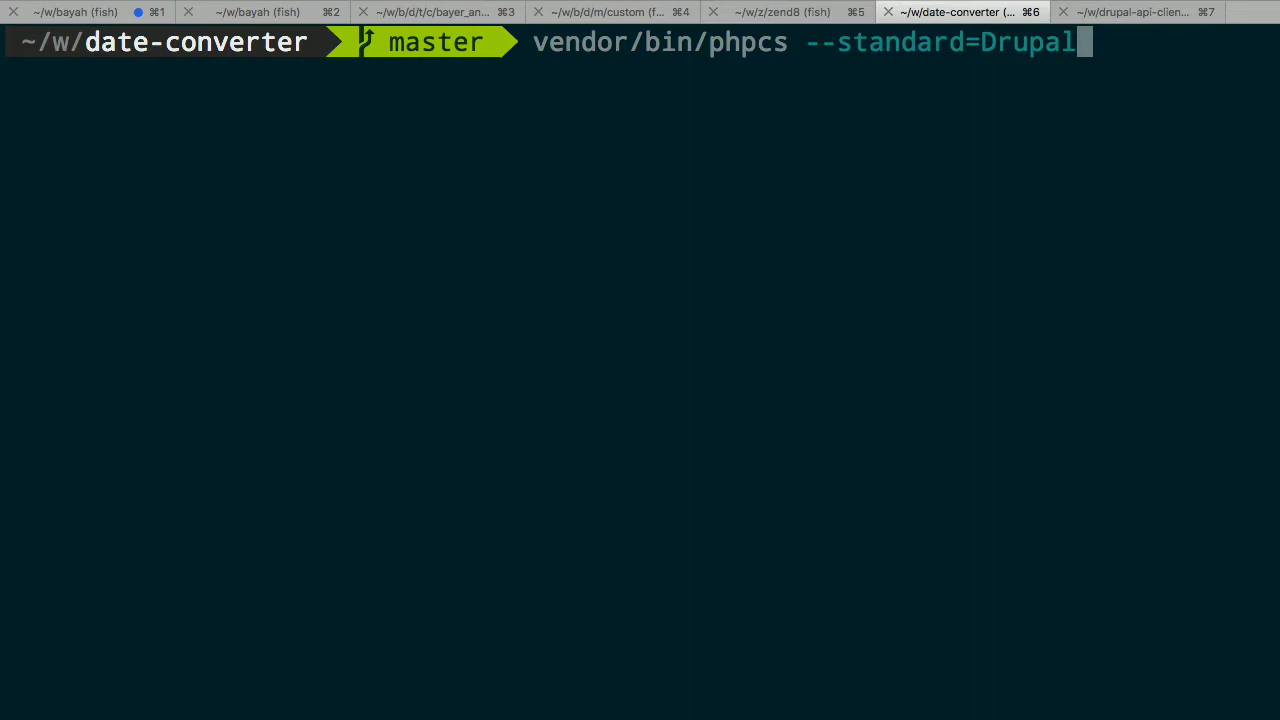 ~/w/bayah (fish) ⌘1 ~/w/bayah (fish) ⌘2 ~/w/b/d/t/c/bayer_an... ⌘3 ~/w/b/d/m/custom (f... ⌘4 ~/w/z/zend8 (fish) ⌘5 ~/w/date-converter (... ⌘6 ~/w/drupal-api-clien... ⌘7
~/w/date-converter master vendor/bin/phpcs --standard=Drupal